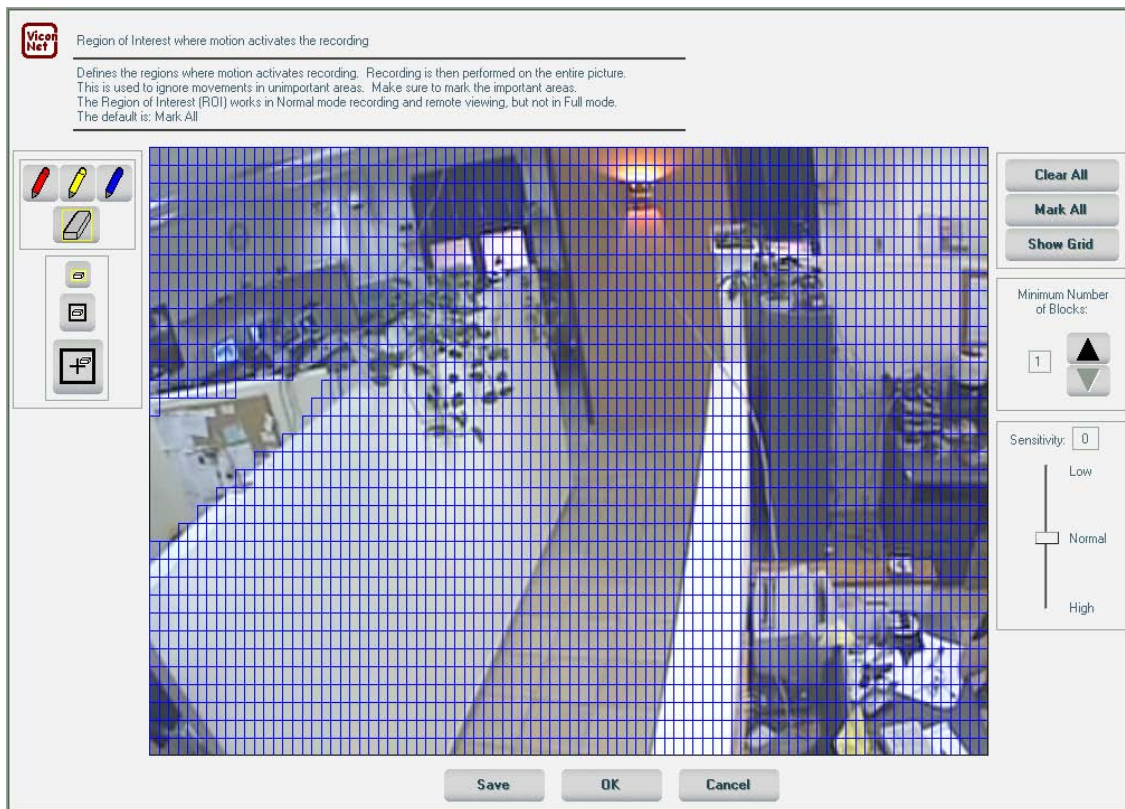 Vicon
Net
Region of Interest where motion activates the recording
Defines the regions where motion activates recording. Recording is then performed on the entire picture.
This is used to ignore movements in unimportant areas. Make sure to mark the important areas.
The Region of Interest (ROI) works in Normal mode recording and remote viewing, but not in Full mode.
The default is: Mark All
Clear All
Mark All
Show Grid
Minimum Number
of Blocks:
1
Sensitivity: 0
Low
Normal
High
Save OK Cancel